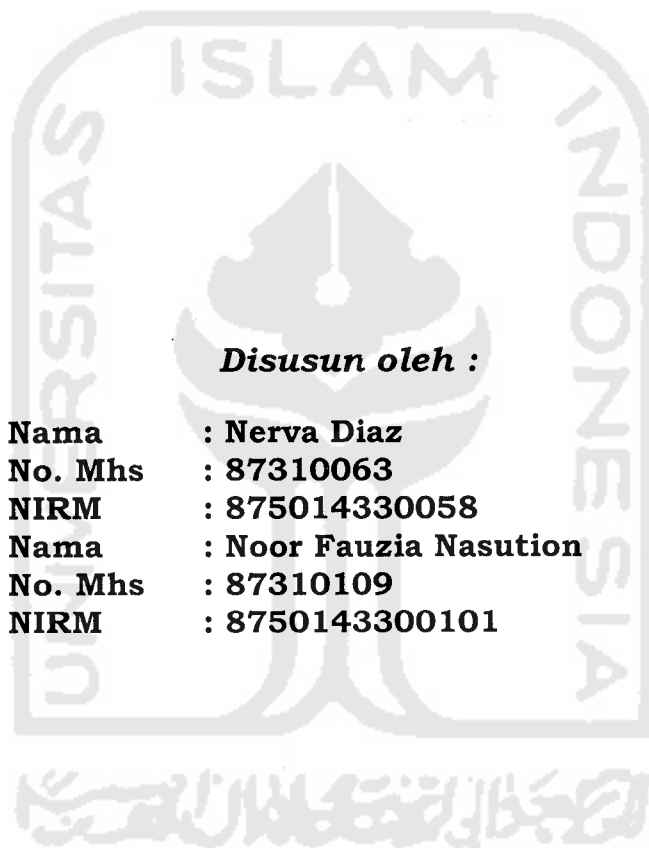 ISLAM
UNIVERSITAS
INDONESIA
Disusun oleh :
Nama : Nerva Diaz
No. Mhs : 87310063
NIRM : 875014330058
Nama : Noor Fauzia Nasution
No. Mhs : 87310109
NIRM : 8750143300101